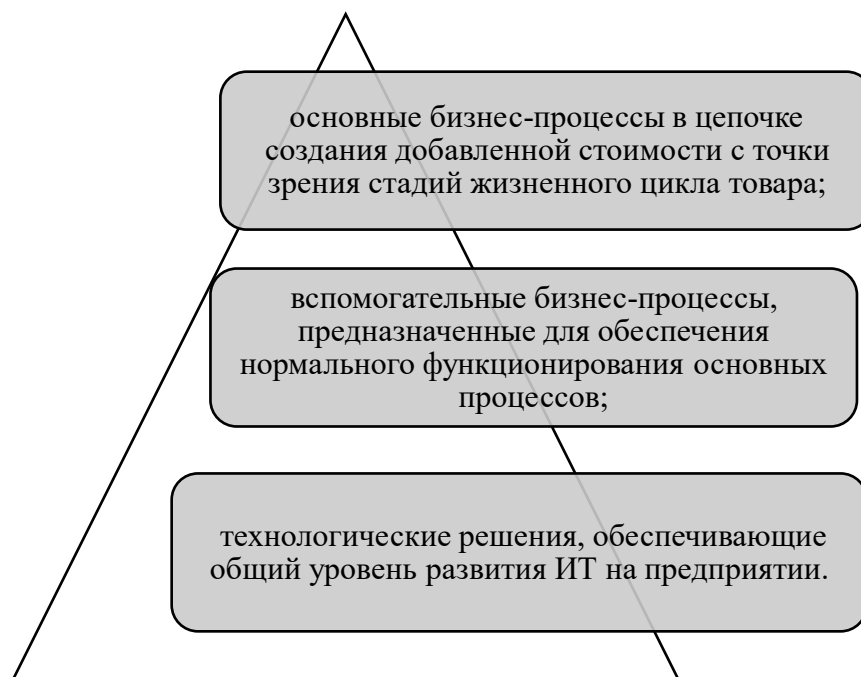 основные бизнес-процессы в цепочке
создания добавленной стоимости с точки
зрения стадий жизненного цикла товара;
вспомогательные бизнес-процессы,
предназначенные для обеспечения
нормального функционирования основных
процессов;
технологические решения, обеспечивающие
общий уровень развития ИТ на предприятии.